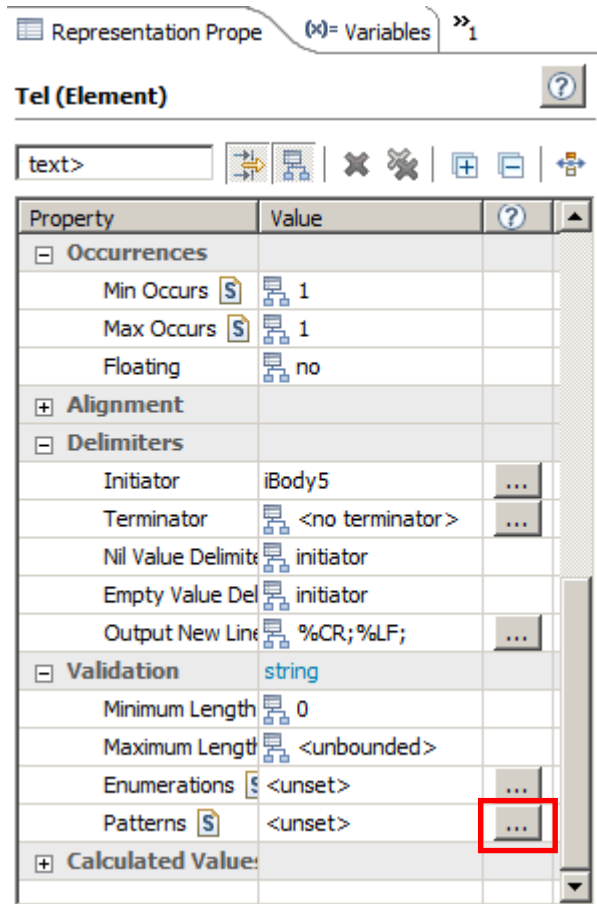 Representation Prope (x)= Variables »1
Tel (Element) ?
text>
Property Value ?
Occurrences
Min Occurs S 1
Max Occurs S 1
Floating no
Alignment
Delimiters
Initiator iBody5 ...
Terminator <no terminator> ...
Nil Value Delimite initiator
Empty Value Del initiator
Output New Line %CR;%LF; ...
Validation string
Minimum Length 0
Maximum Lengt <unbounded>
Enumerations S <unset> ...
Patterns S <unset> ...
Calculated Values